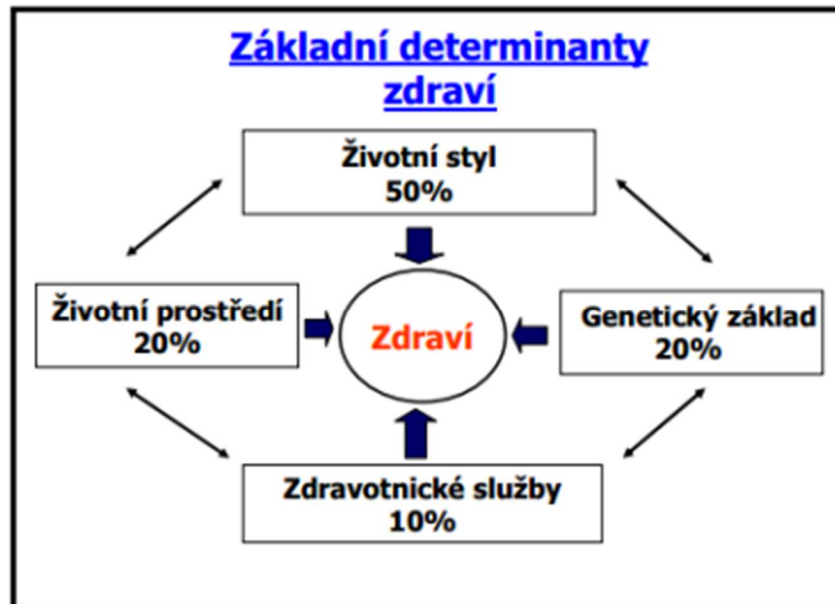 Základní determinanty
zdraví
Životní styl
50%
Životní prostředí
20%
Zdraví
Genetický základ
20%
Zdravotnické služby
10%